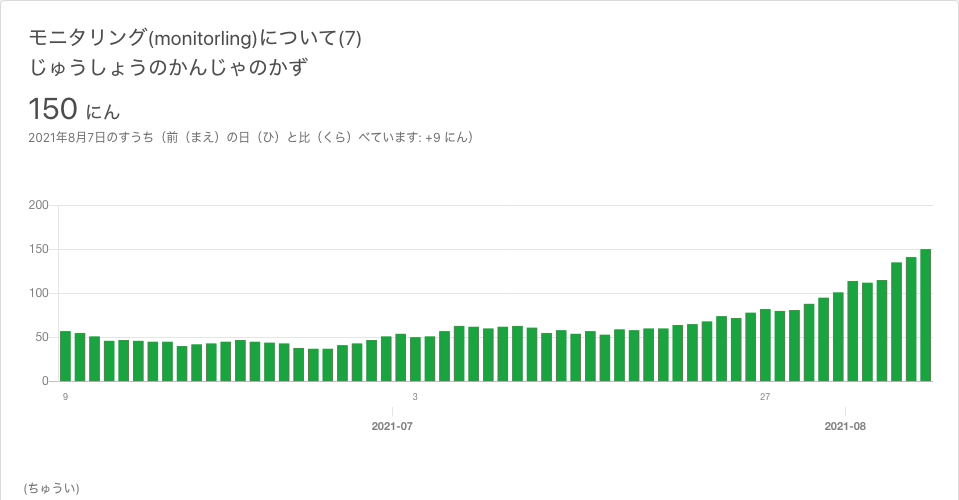 モニタリング(monitorling)について(7)
じゅうしょうのかんじゃのかず
150 にん
2021年8月7日のすうち（前（まえ）の日（ひ）と比（くら）べています: +9 にん）
200
150
100
50
0
9 3 27
2021-07 2021-08
(ちゅうい)